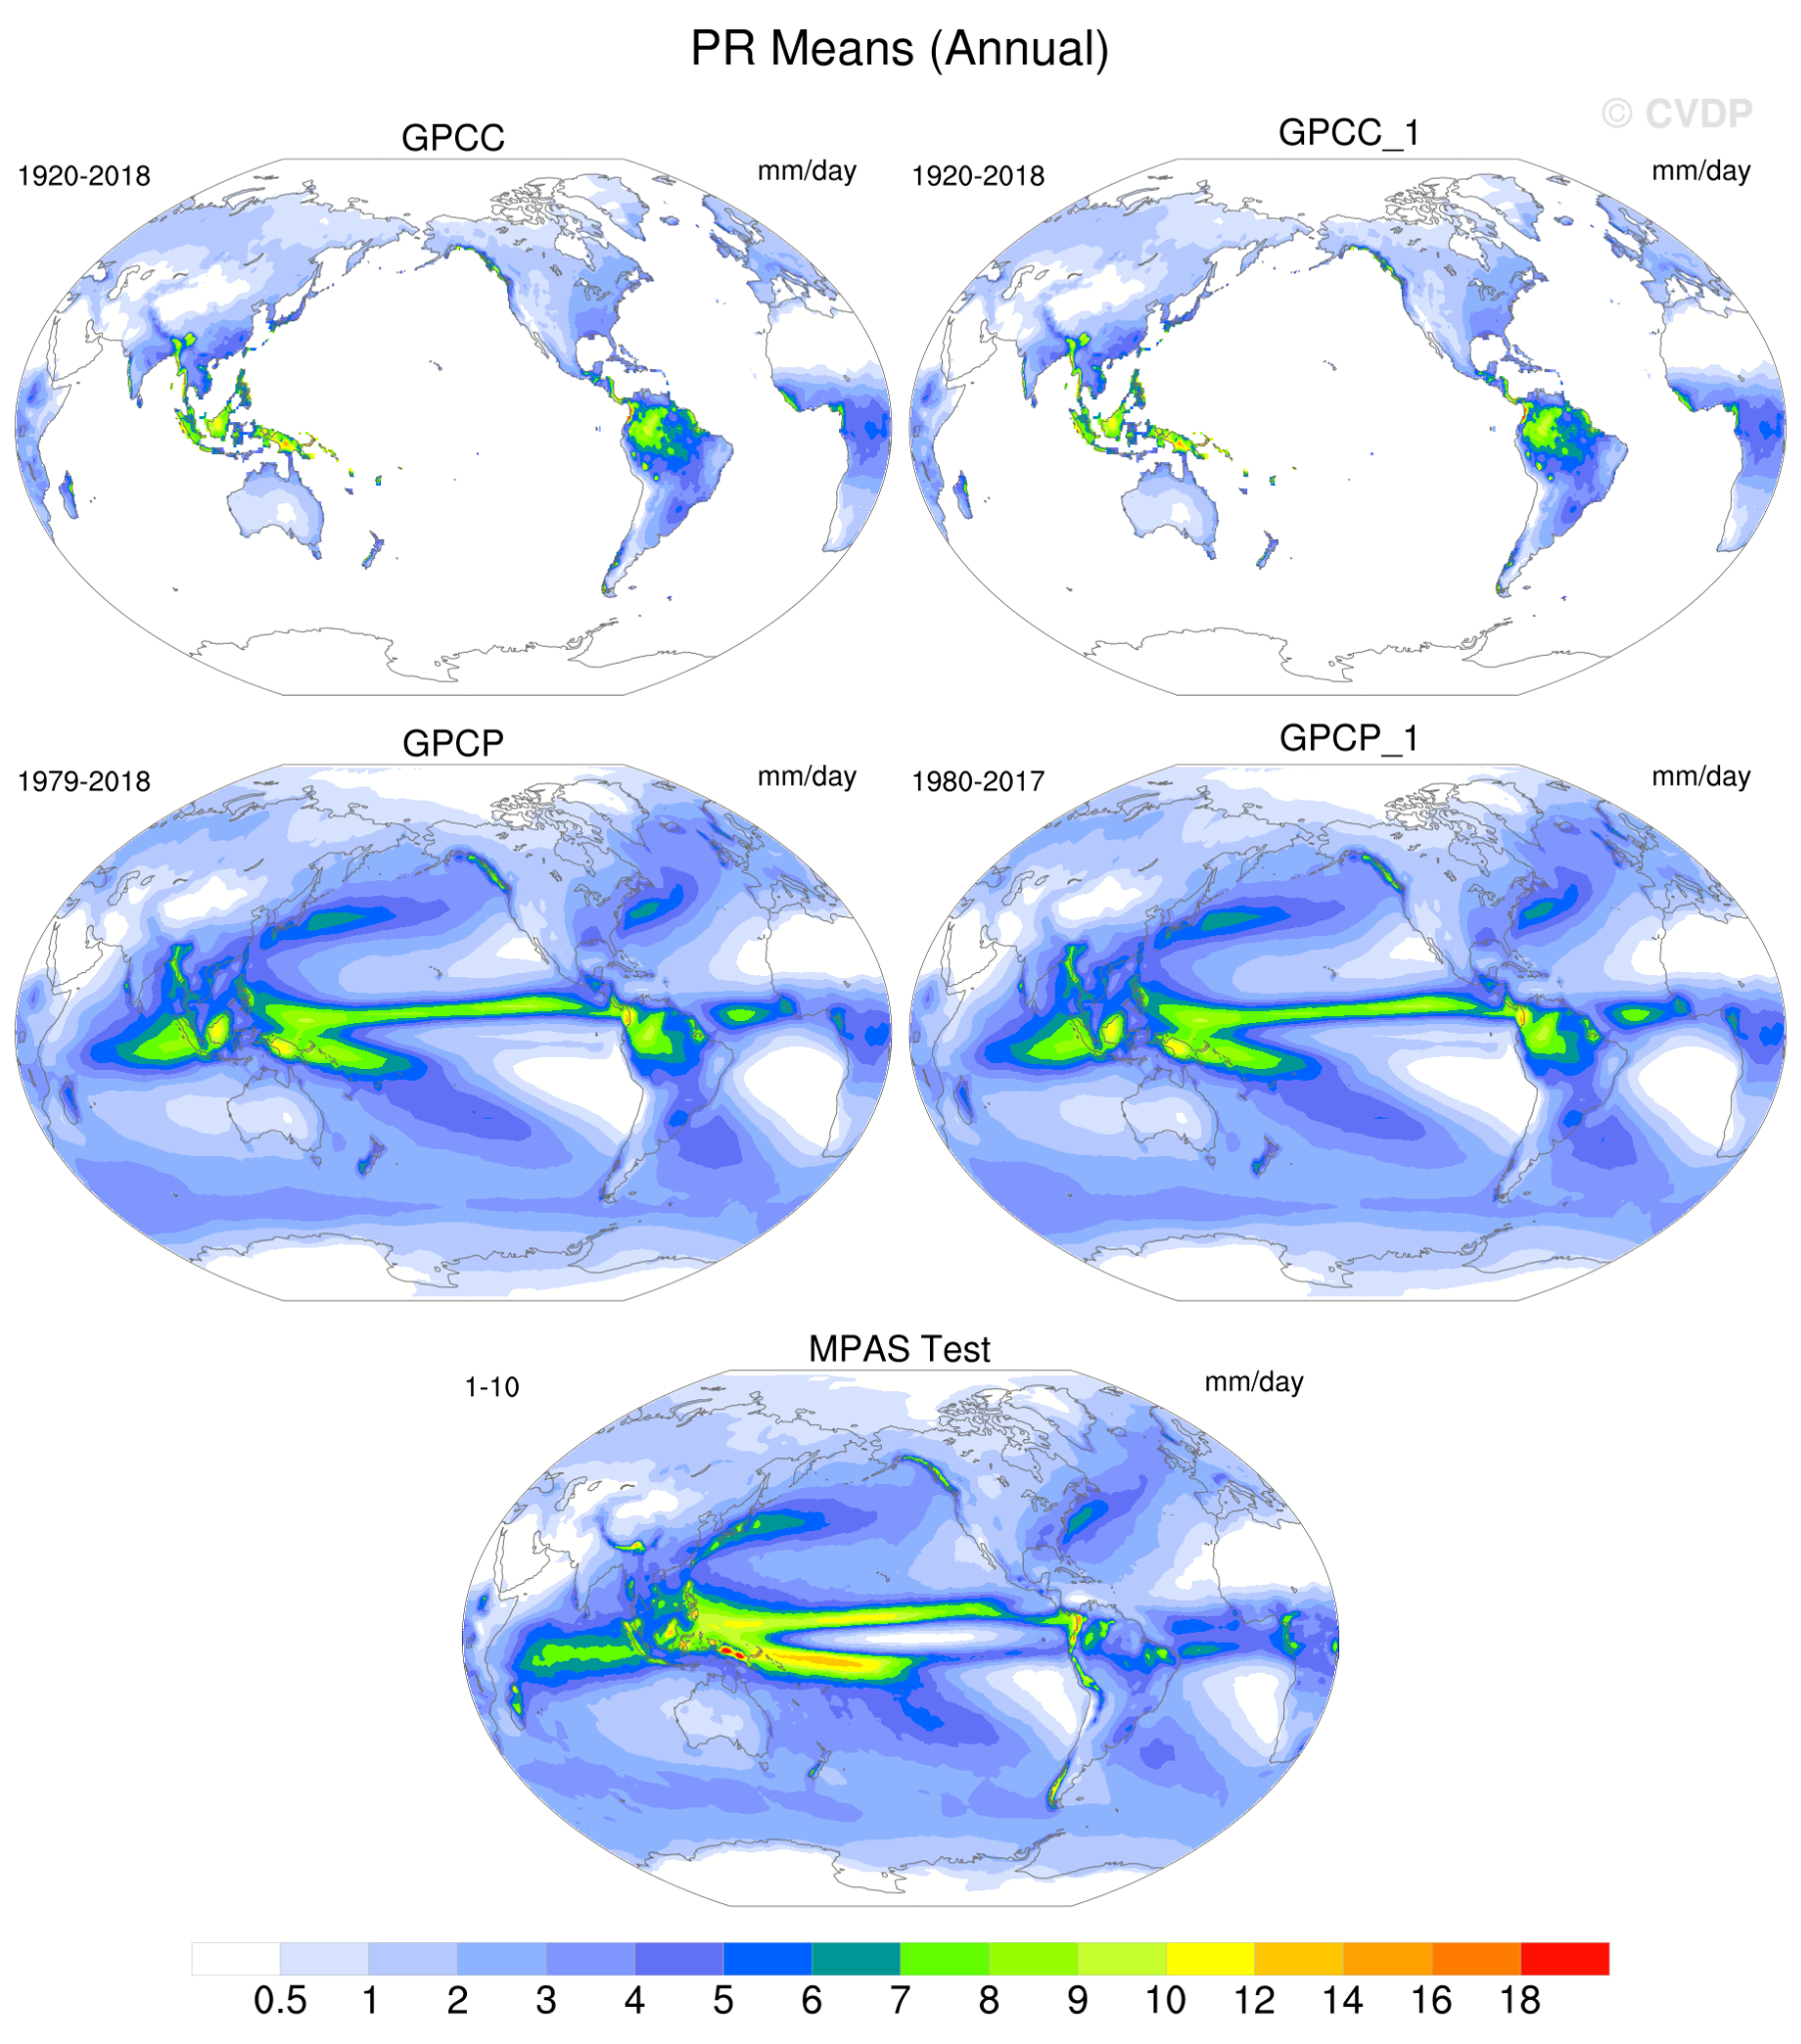 PR Means (Annual)
© CVDP
GPCC
1920-2018
mm/day
GPCC_1
1920-2018
mm/day
GPCP
1979-2018
mm/day
GPCP_1
1980-2017
mm/day
MPAS Test
1-10
mm/day
0.5 1 2 3 4 5 6 7 8 9 10 12 14 16 18